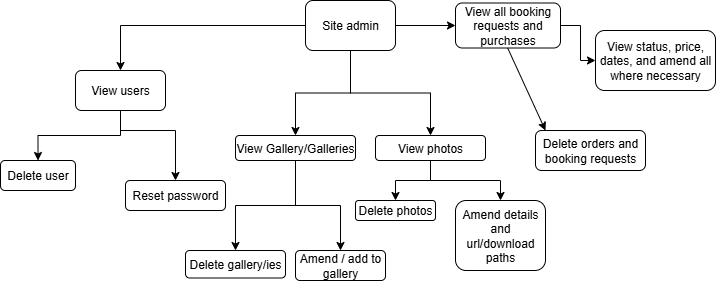 Site admin
View all booking
requests and
purchases
View status, price,
dates, and amend all
where necessary
View users
View Gallery/Galleries
View photos
Delete orders and
booking requests
Delete user
Reset password
Delete photos
Amend details
and
url/download
paths
Delete gallery/ies
Amend / add to
gallery